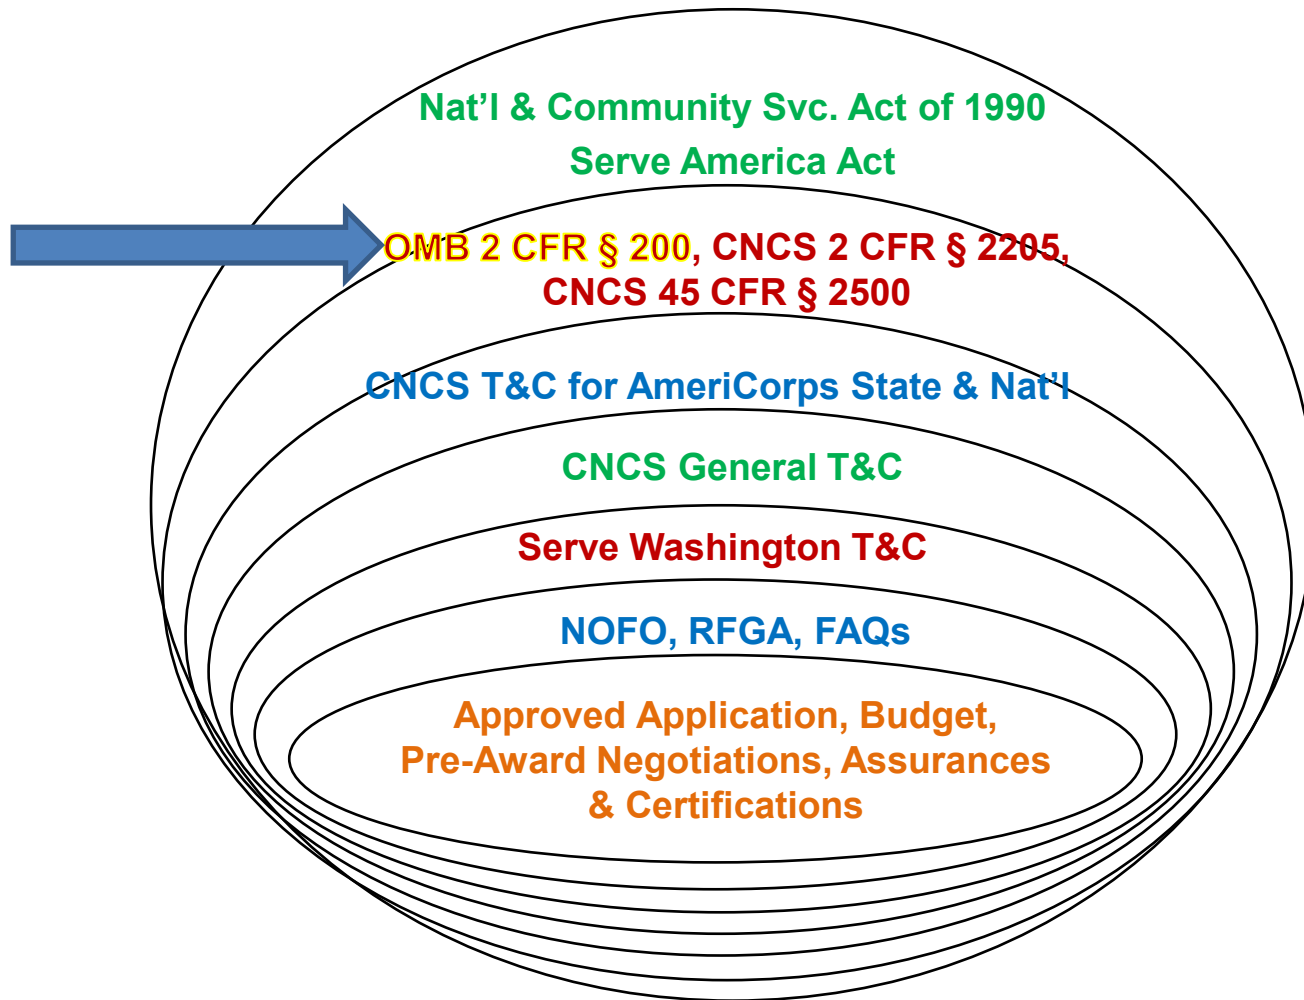 Nat’l & Community Svc. Act of 1990
Serve America Act
OMB 2 CFR § 200, CNCS 2 CFR § 2205,
CNCS 45 CFR § 2500
CNCS T&C for AmeriCorps State & Nat’l
CNCS General T&C
Serve Washington T&C
NOFO, RFGA, FAQs
Approved Application, Budget,
Pre-Award Negotiations, Assurances
& Certifications